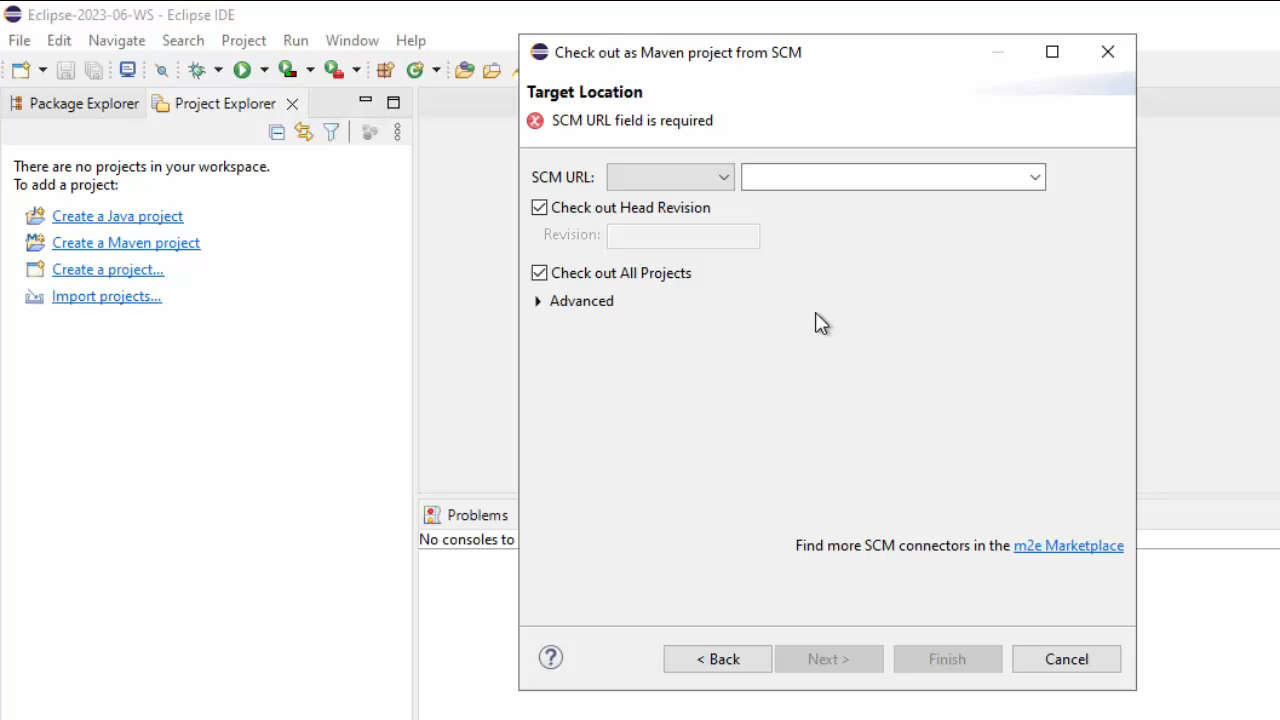 Eclipse-2023-06-WS - Eclipse IDE
File Edit Navigate Search Project Run Window Help
Package Explorer Project Explorer
There are no projects in your workspace.
To add a project:
Create a Java project
Create a Maven project
Create a project...
Import projects...
Problems
No consoles to
Check out as Maven project from SCM
Target Location
SCM URL field is required
SCM URL:
Check out Head Revision
Revision:
Check out All Projects
Advanced
Find more SCM connectors in the m2e Marketplace
< Back Next > Finish Cancel